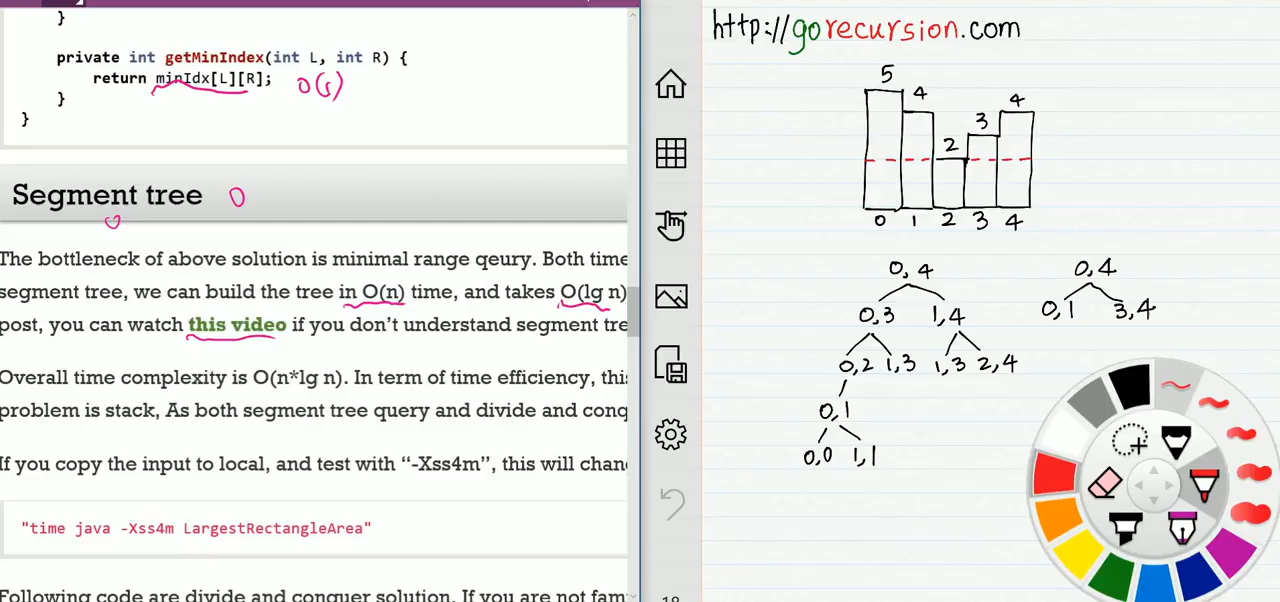 }
private int getMinIndex(int L, int R) {
return minIdx[L][R]; O(1)
}
}
Segment tree
The bottleneck of above solution is minimal range qeury. Both time
segment tree, we can build the tree in O(n) time, and takes O(lg n)
post, you can watch this video if you don't understand segment tre
Overall time complexity is O(n*lg n). In term of time efficiency, this
problem is stack, As both segment tree query and divide and conq
If you copy the input to local, and test with “-Xss4m”, this will chan
"time java -Xss4m LargestRectangleArea"
Following code are divide and conquer solution. If you are not fam
http://gorecursion.com
5
4 4
3
2
0 1 2 3 4
0,4 0,4
0,3 1,4 0,1 3,4
0,2 1,3 1,3 2,4
0,1
0,0 1,1